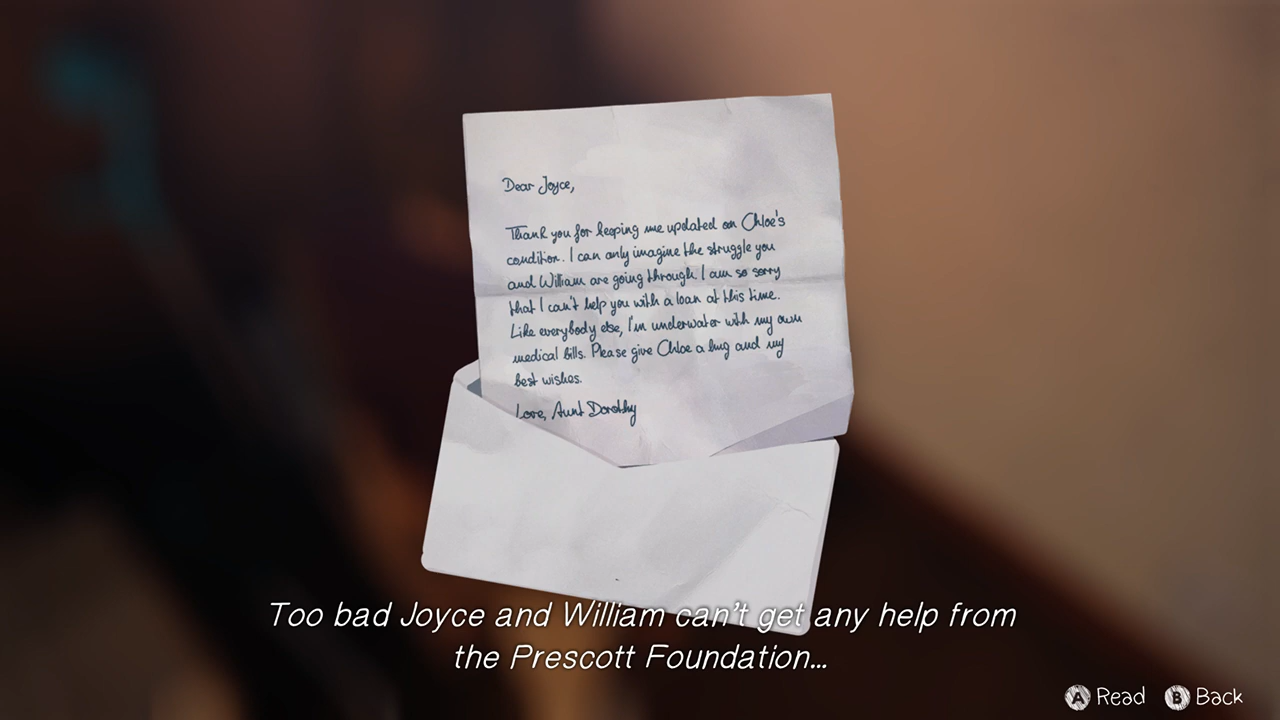 Dear Joyce,
Thank you for keeping me updated on Chloe's
condition. I can only imagine the struggle you
and William are going through. I am so sorry
that I can't help you with a loan at this time.
Like everybody else, I'm underwater with my own
medical bills. Please give Chloe a hug and my
best wishes.
Love, Aunt Dorothy
Too bad Joyce and William can't get any help from
the Prescott Foundation...
A Read B Back